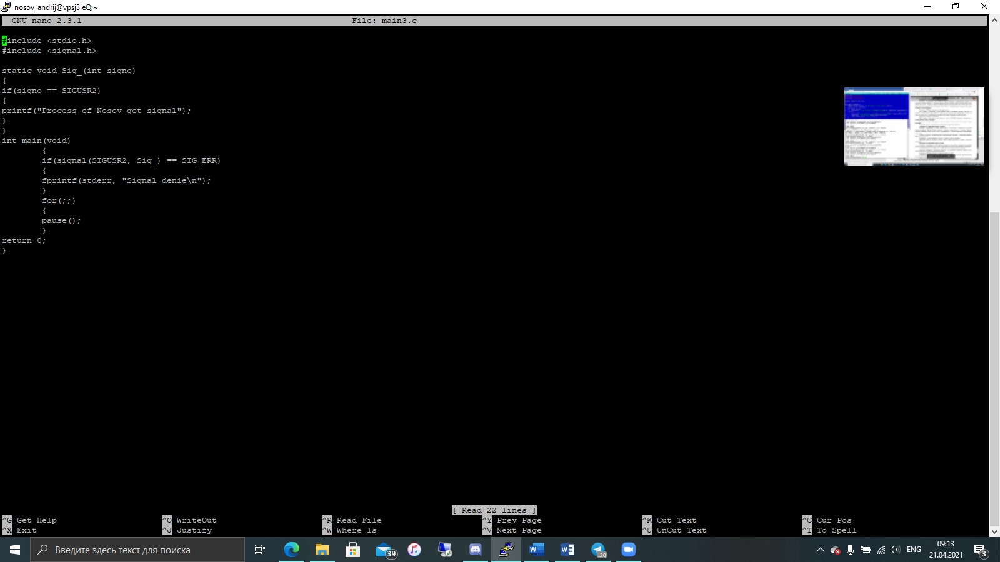 nosov_andrij@vpsj3leQ:~
GNU nano 2.3.1 File: main3.c
#include <stdio.h>
#include <signal.h>
static void Sig_(int signo)
{
if(signo == SIGUSR2)
{
printf("Process of Nosov got signal");
}
}
int main(void)
{
if(signal(SIGUSR2, Sig_) == SIG_ERR)
{
fprintf(stderr, "Signal denie\n");
}
for(;;)
{
pause();
}
return 0;
}
[ Read 22 lines ]
^G Get Help ^O WriteOut ^R Read File ^Y Prev Page ^K Cut Text ^C Cur Pos
^X Exit ^J Justify ^W Where Is ^V Next Page ^U UnCut Text ^T To Spell
Введите здесь текст для поиска 39 20 ENG 09:13 3
21.04.2021